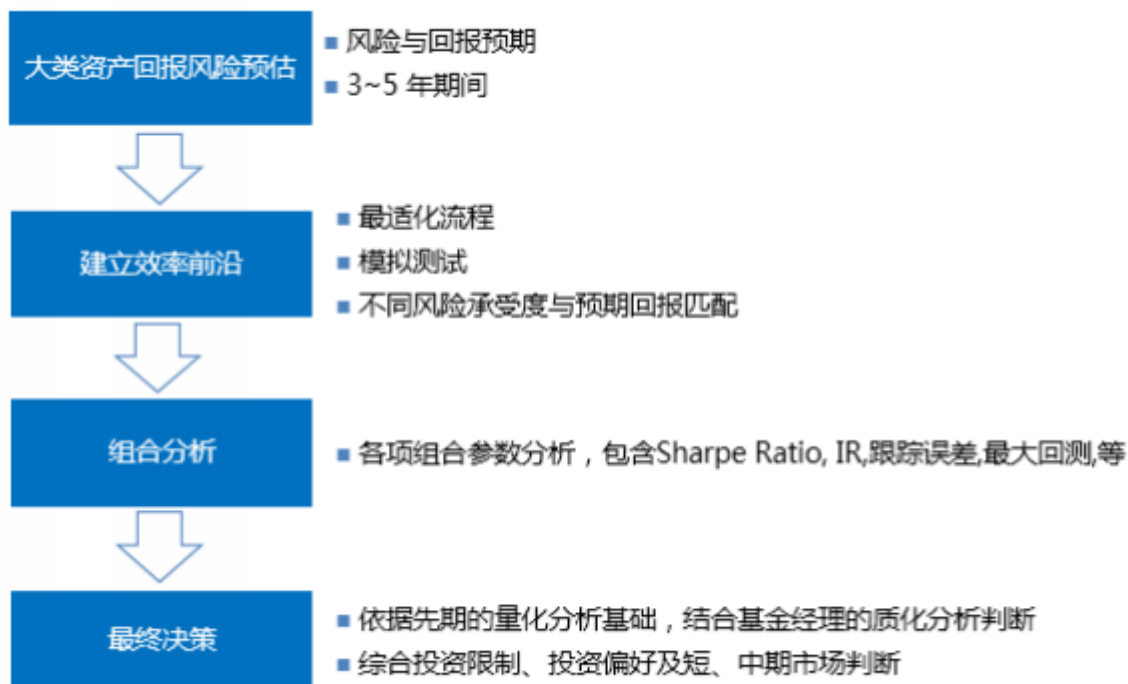 大类资产回报风险预估
■ 风险与回报预期
■ 3~5 年期间
建立效率前沿
■ 最适化流程
■ 模拟测试
■ 不同风险承受度与预期回报匹配
组合分析
■ 各项组合参数分析，包含Sharpe Ratio, IR,跟踪误差,最大回测,等
最终决策
■ 依据先期的量化分析基础，结合基金经理的质化分析判断
■ 综合投资限制、投资偏好及短、中期市场判断